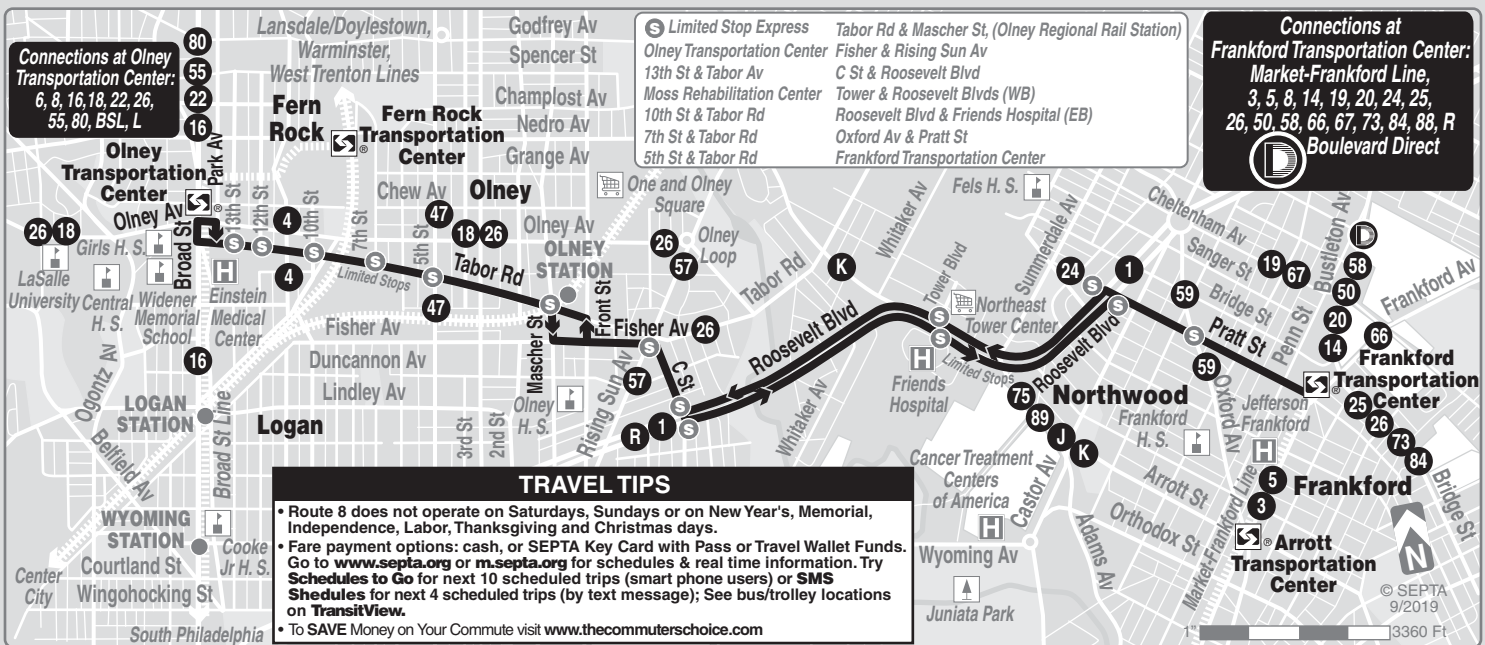 Connections at Olney
Transportation Center:
6, 8, 16,18, 22, 26,
55, 80, BSL, L
80
55
22
16
Lansdale/Doylestown,
Warminster,
West Trenton Lines
Godfrey Av
Spencer St
Champlost Av
Nedro Av
Grange Av
S Limited Stop Express
Olney Transportation Center
13th St & Tabor Av
Moss Rehabilitation Center
10th St & Tabor Rd
7th St & Tabor Rd
5th St & Tabor Rd
Tabor Rd & Mascher St, (Olney Regional Rail Station)
Fisher & Rising Sun Av
C St & Roosevelt Blvd
Tower & Roosevelt Blvds (WB)
Roosevelt Blvd & Friends Hospital (EB)
Oxford Av & Pratt St
Frankford Transportation Center
Connections at
Frankford Transportation Center:
Market-Frankford Line,
3, 5, 8, 14, 19, 20, 24, 25,
26, 50, 58, 66, 67, 73, 84, 88, R
Boulevard Direct
D
Fern
Rock
Fern Rock
Transportation
Center
®
Olney
Transportation
Center
®
Park Av
Olney Av
13th St
12th St
4
10th St
7th St
Chew Av
Olney
47
5th St
18 26
Olney Av
OLNEY
STATION
One and Olney
Square
26
57
Olney
Loop
Tabor Rd
K
Whitaker Av
Fels H. S.
Summerdale Av
Cheltenham Av
Sanger St
Bridge St
19
67
Bustleton Av
D
58
50
20
14
66
Frankford Av
26 18
LaSalle
University
Girls H. S.
Central
H. S.
Widener
Memorial
School
Broad St
H
Einstein
Medical
Center
4
Limited Stops
Tabor Rd
47
S
S
S
S
S
S
Mascher St
Front St
Fisher Av
26
S
Fisher Av
Duncannon Av
Lindley Av
16
Ogontz Av
LOGAN
STATION
Logan
Broad St Line
Belfield Av
3rd St
2nd St
Olney
H. S.
Rising Sun Av
57
C St
S
S
R
1
Roosevelt Blvd
Whitaker Av
Tower Blvd
S
S
Northeast
Tower Center
H
Friends
Hospital
Limited Stops
24
S
1
S
Roosevelt Blvd
59
S
59
Pratt St
Penn St
75
89
J
K
Northwood
Frankford
H. S.
Oxford Av
Jefferson
-Frankford
H
®
Frankford
Transportation
Center
25
26
73
84
Bridge St
Cancer Treatment
Centers
of America
H
Castor Av
Wyoming Av
Adams Av
Arrott St
Orthodox St
Market-Frankford Line
5
3
Frankford
® Arrott
Transportation
Center
Juniata Park
WYOMING
STATION
Cooke
Jr H. S.
Courtland St
Wingohocking St
Center
City
South Philadelphia
TRAVEL TIPS
• Route 8 does not operate on Saturdays, Sundays or on New Year's, Memorial,
Independence, Labor, Thanksgiving and Christmas days.
• Fare payment options: cash, or SEPTA Key Card with Pass or Travel Wallet Funds.
Go to www.septa.org or m.septa.org for schedules & real time information. Try
Schedules to Go for next 10 scheduled trips (smart phone users) or SMS
Shedules for next 4 scheduled trips (by text message); See bus/trolley locations
on TransitView.
• To SAVE Money on Your Commute visit www.thecommuterschoice.com
N
© SEPTA
9/2019
1"
3360 Ft